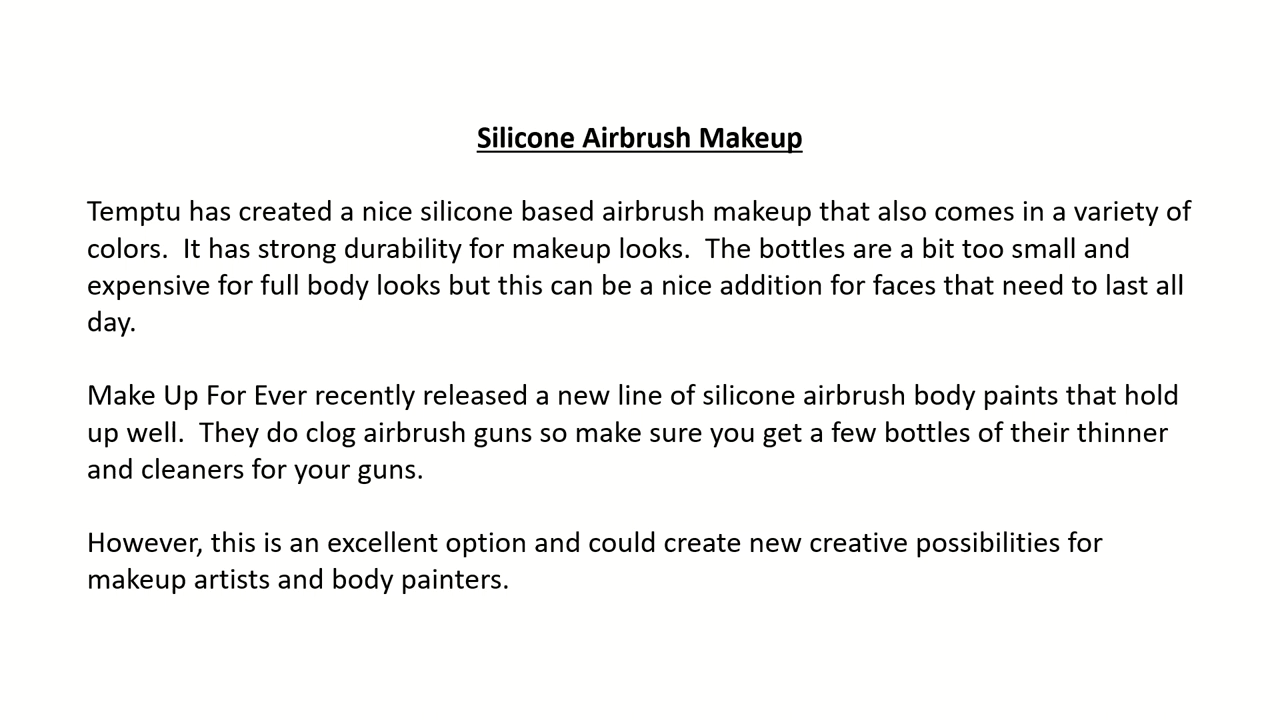 Silicone Airbrush Makeup
Temptu has created a nice silicone based airbrush makeup that also comes in a variety of
colors.  It has strong durability for makeup looks.  The bottles are a bit too small and
expensive for full body looks but this can be a nice addition for faces that need to last all
day.
Make Up For Ever recently released a new line of silicone airbrush body paints that hold
up well.  They do clog airbrush guns so make sure you get a few bottles of their thinner
and cleaners for your guns.
However, this is an excellent option and could create new creative possibilities for
makeup artists and body painters.